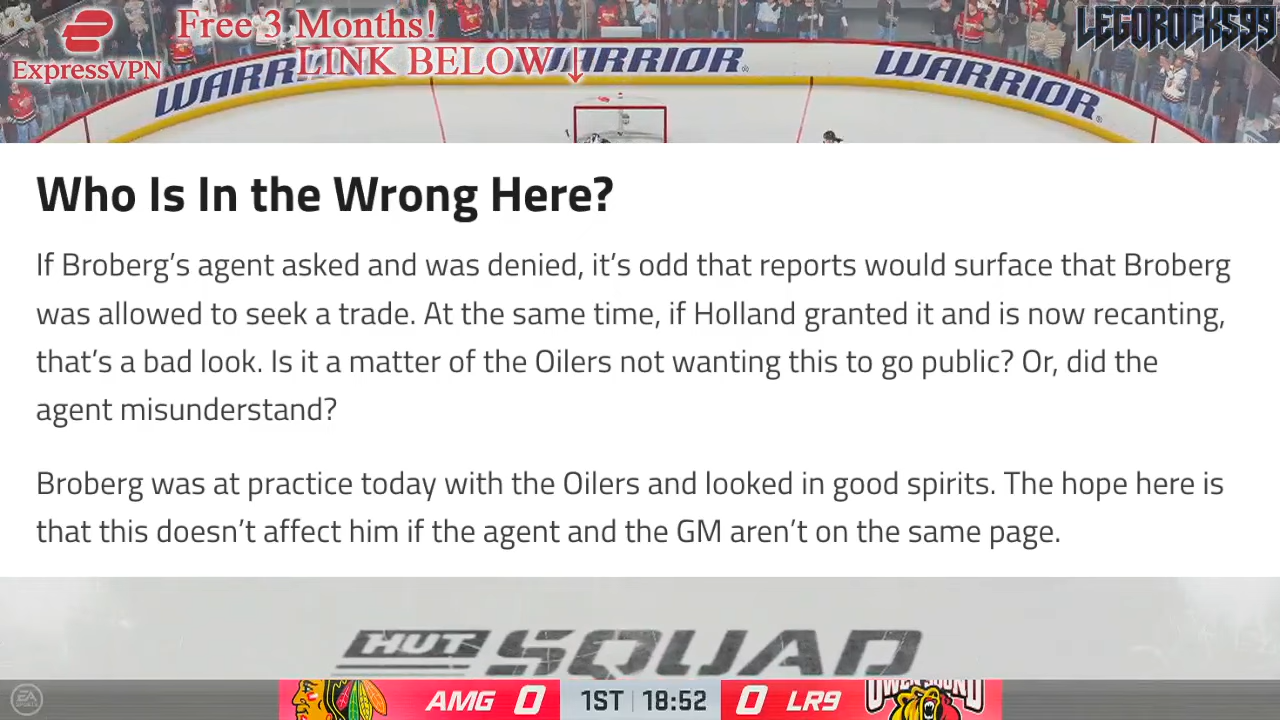 ExpressVPN
Free 3 Months!
LINK BELOW↓
LEGOROCKS99
WARR
WARRIOR
WARRIOR
Who Is In the Wrong Here?
If Broberg’s agent asked and was denied, it’s odd that reports would surface that Broberg
was allowed to seek a trade. At the same time, if Holland granted it and is now recanting,
that’s a bad look. Is it a matter of the Oilers not wanting this to go public? Or, did the
agent misunderstand?
Broberg was at practice today with the Oilers and looked in good spirits. The hope here is
that this doesn’t affect him if the agent and the GM aren’t on the same page.
HUT SQUAD
EA SPORTS
AMG 0 1ST 18:52 0 LR9
OWEN SOUND